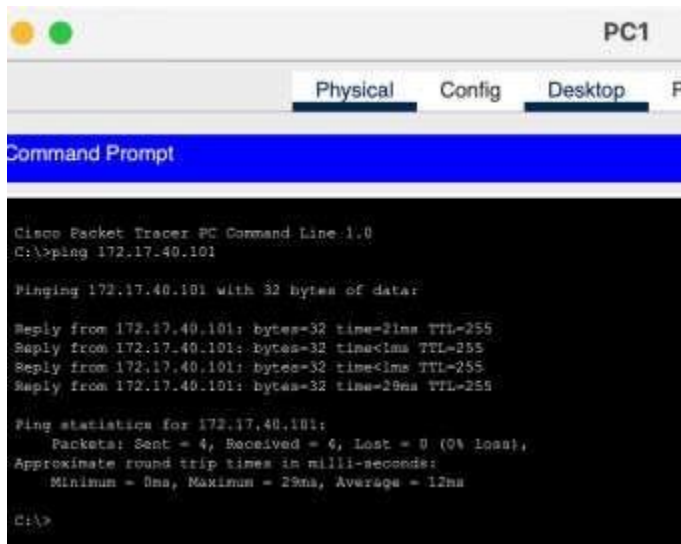 PC1
Physical Config Desktop
Command Prompt
Cisco Packet Tracer PC Command Line 1.0
C:\>ping 172.17.40.101
Pinging 172.17.40.101 with 32 bytes of data:
Reply from 172.17.40.101: bytes=32 time=21ms TTL=255
Reply from 172.17.40.101: bytes=32 time<1ms TTL=255
Reply from 172.17.40.101: bytes=32 time<1ms TTL=255
Reply from 172.17.40.101: bytes=32 time=29ms TTL=255
Ping statistics for 172.17.40.101:
Packets: Sent = 4, Received = 4, Lost = 0 (0% loss),
Approximate round trip times in milli-seconds:
Minimum = 0ms, Maximum = 29ms, Average = 12ms
C:\>